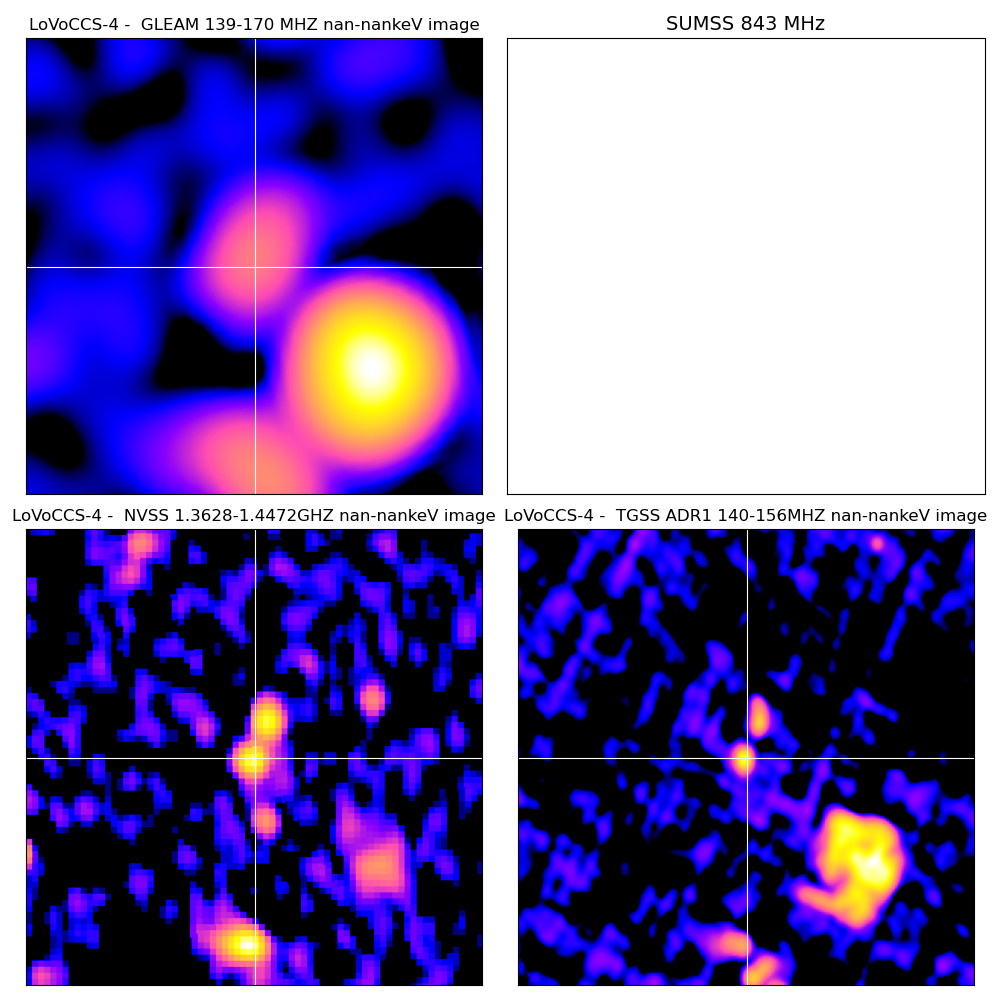 LoVoCCS-4 -  GLEAM 139-170 MHZ nan-nankeV image
SUMSS 843 MHz
LoVoCCS-4 -  NVSS 1.3628-1.4472GHZ nan-nankeV image
LoVoCCS-4 -  TGSS ADR1 140-156MHZ nan-nankeV image